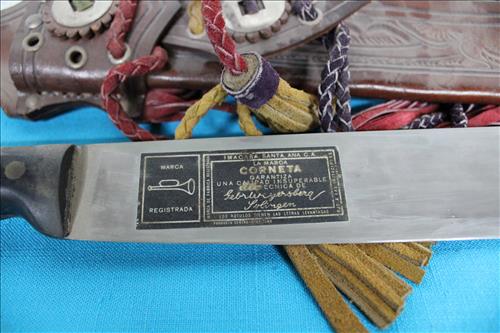 MARCA
REGISTRADA
IMACASA SANTA ANA C.A.
LA MARCA
CORNETA
GARANTIZA
UNA CALIDAD INSUPERABLE
TECNICA DE
Gebr Weyersberg
Solingen
LOS ROTULOS TIENEN LAS LETRAS LEVANTADAS